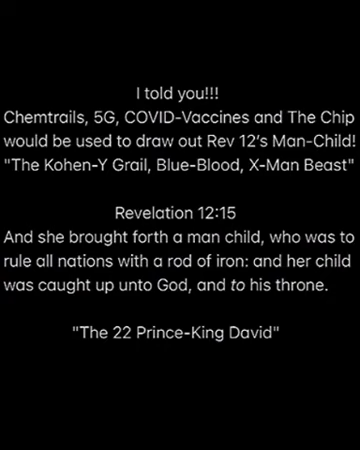 I told you!!!
Chemtrails, 5G, COVID-Vaccines and The Chip
would be used to draw out Rev 12's Man-Child!
"The Kohen-Y Grail, Blue-Blood, X-Man Beast"
Revelation 12:15
And she brought forth a man child, who was to
rule all nations with a rod of iron: and her child
was caught up unto God, and to his throne.
"The 22 Prince-King David"